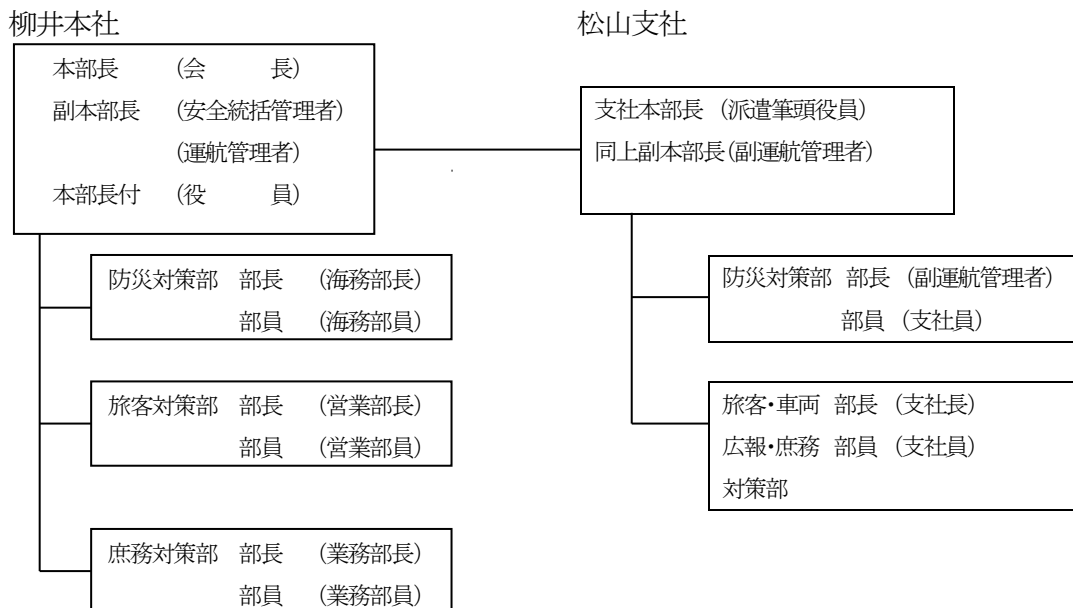 柳井本社
本部長 (会 長)
副本部長 (安全統括管理者)
(運航管理者)
本部長付 (役 員)
防災対策部 部長 (海務部長)
部員 (海務部員)
旅客対策部 部長 (営業部長)
部員 (営業部員)
庶務対策部 部長 (業務部長)
部員 (業務部員)
松山支社
支社本部長 (派遣筆頭役員)
同上副本部長(副運航管理者)
防災対策部 部長 (副運航管理者)
部員 (支社員)
旅客・車両 部長 (支社長)
広報・庶務 部員 (支社員)
対策部